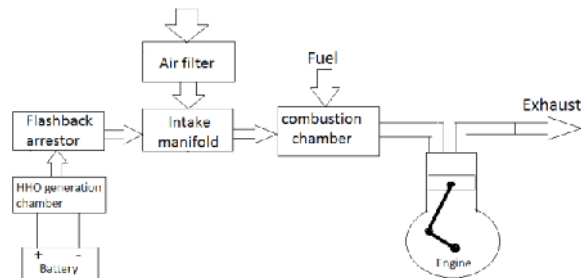 Air filter
Fuel
Exhaust
Flashback
arrestor
Intake
manifold
combustion
chamber
HHO generation
chamber
+ -
Battery
Engine